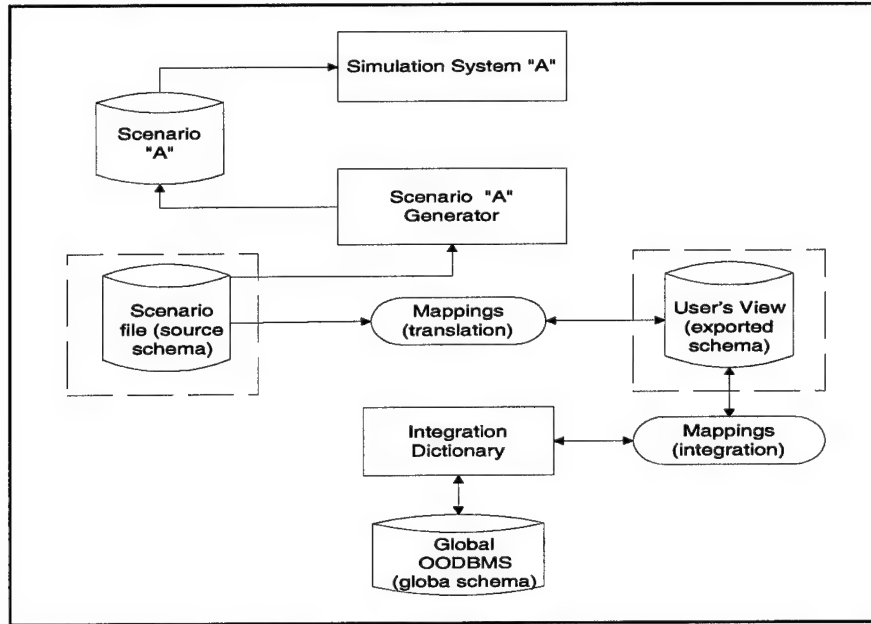 Simulation System "A"
Scenario
"A"
Scenario "A"
Generator
Scenario
file (source
schema)
Mappings
(translation)
User's View
(exported
schema)
Integration
Dictionary
Mappings
(integration)
Global
OODBMS
(globa schema)